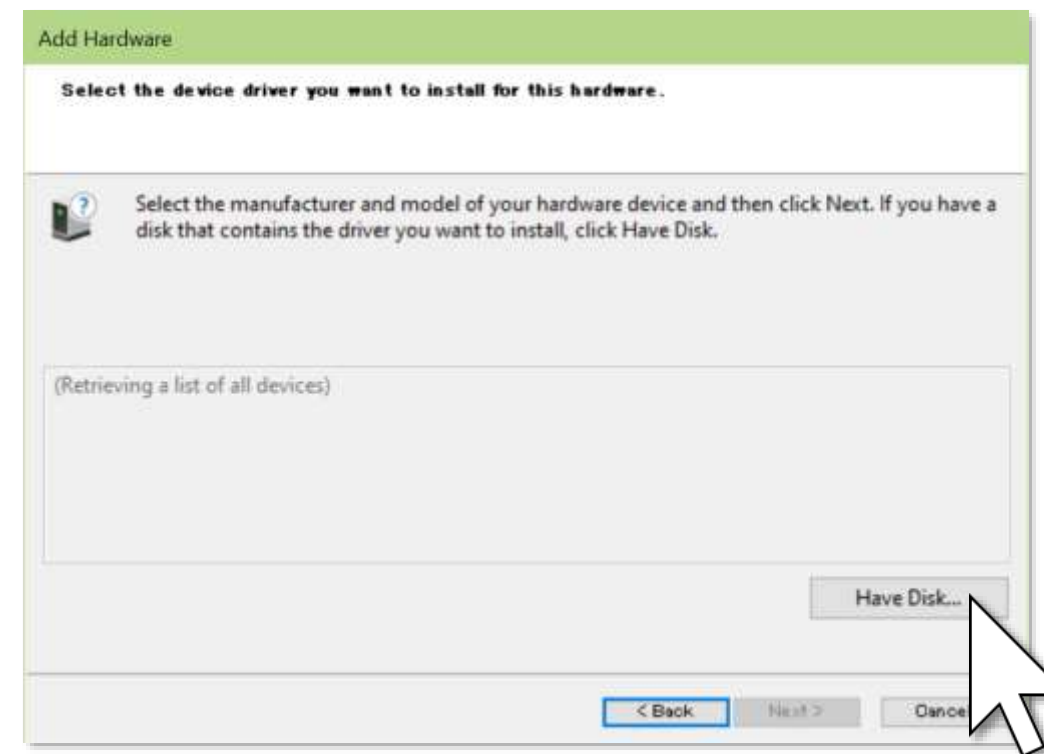 Add Hardware
Select the device driver you want to install for this hardware.
Select the manufacturer and model of your hardware device and then click Next. If you have a
disk that contains the driver you want to install, click Have Disk.
(Retrieving a list of all devices)
Have Disk...
< Back Next > Cance